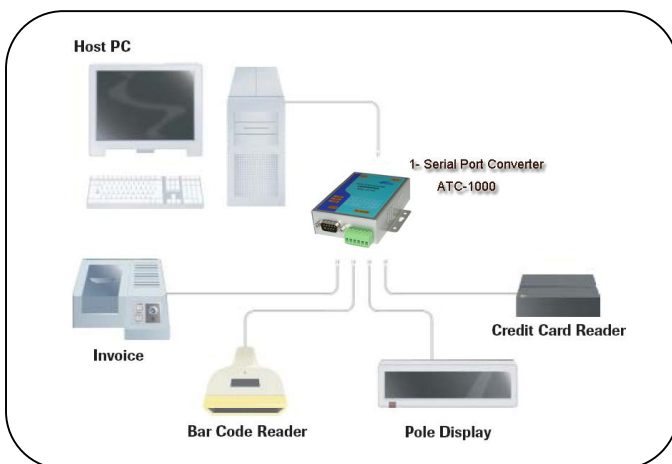 Host PC
1- Serial Port Converter
ATC-1000
Invoice
Credit Card Reader
Bar Code Reader
Pole Display